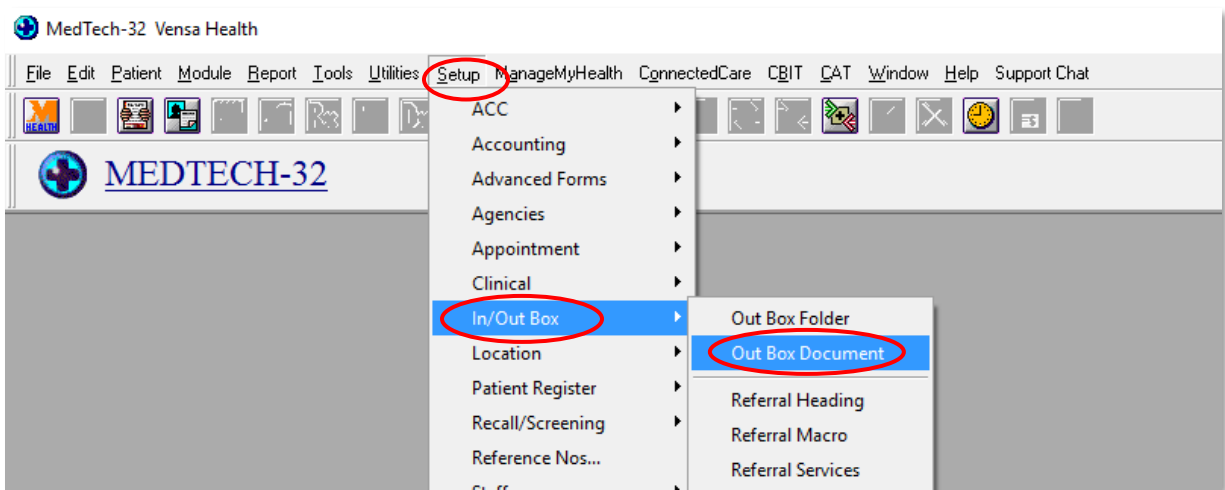 MedTech-32 Vensa Health
File Edit Patient Module Report Tools Utilities Setup ManageMyHealth ConnectedCare CBIT CAT Window Help Support Chat
HEALTH
MEDTECH-32
ACC
Accounting
Advanced Forms
Agencies
Appointment
Clinical
In/Out Box
Location
Patient Register
Recall/Screening
Reference Nos...
Out Box Folder
Out Box Document
Referral Heading
Referral Macro
Referral Services